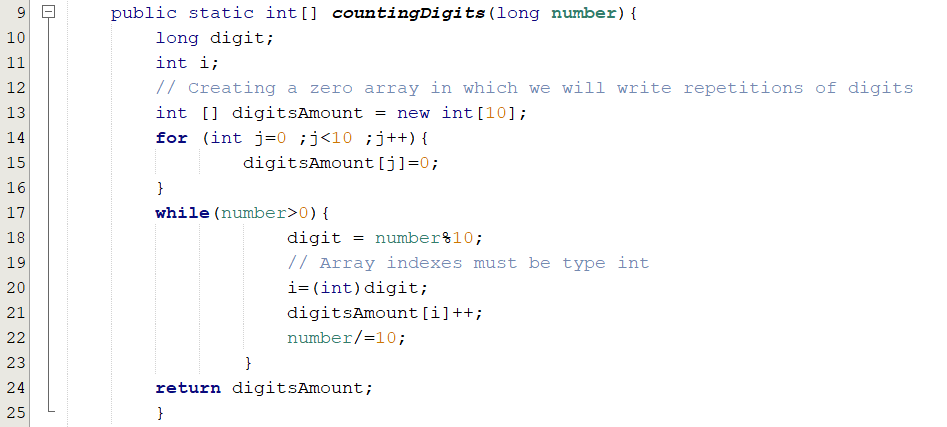 9 public static int[] countingDigits(long number){
10 long digit;
11 int i;
12 // Creating a zero array in which we will write repetitions of digits
13 int [] digitsAmount = new int[10];
14 for (int j=0 ;j<10 ;j++){
15 digitsAmount[j]=0;
16 }
17 while(number>0){
18 digit = number%10;
19 // Array indexes must be type int
20 i=(int)digit;
21 digitsAmount[i]++;
22 number/=10;
23 }
24 return digitsAmount;
25 }